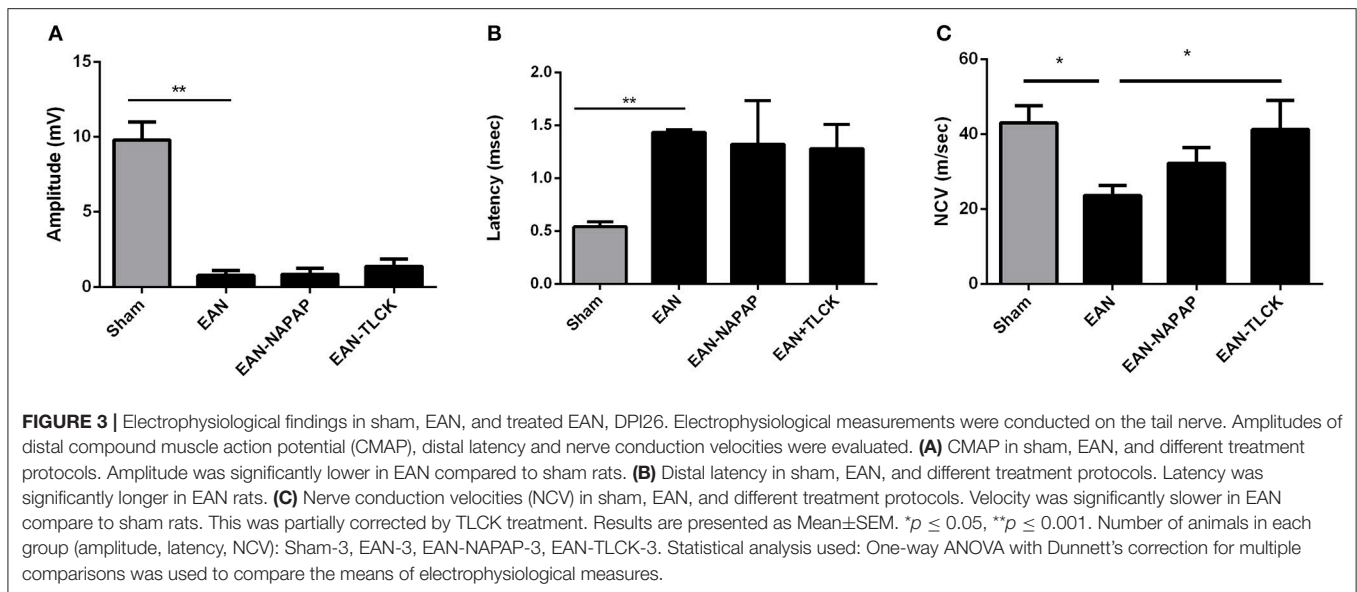 A
Amplitude (mV)
15
10
5
0
**
Sham
EAN
EAN-NAPAP
EAN-TLCK
B
Latency (msec)
2.0
1.5
1.0
0.5
0.0
**
Sham
EAN
EAN-NAPAP
EAN+TLCK
C
NCV (m/sec)
60
40
20
0
*
*
Sham
EAN
EAN-NAPAP
EAN-TLCK
FIGURE 3 | Electrophysiological findings in sham, EAN, and treated EAN, DPI26. Electrophysiological measurements were conducted on the tail nerve. Amplitudes of
distal compound muscle action potential (CMAP), distal latency and nerve conduction velocities were evaluated. (A) CMAP in sham, EAN, and different treatment
protocols. Amplitude was significantly lower in EAN compared to sham rats. (B) Distal latency in sham, EAN, and different treatment protocols. Latency was
significantly longer in EAN rats. (C) Nerve conduction velocities (NCV) in sham, EAN, and different treatment protocols. Velocity was significantly slower in EAN
compare to sham rats. This was partially corrected by TLCK treatment. Results are presented as Mean±SEM. *p ≤ 0.05, **p ≤ 0.001. Number of animals in each
group (amplitude, latency, NCV): Sham-3, EAN-3, EAN-NAPAP-3, EAN-TLCK-3. Statistical analysis used: One-way ANOVA with Dunnett's correction for multiple
comparisons was used to compare the means of electrophysiological measures.